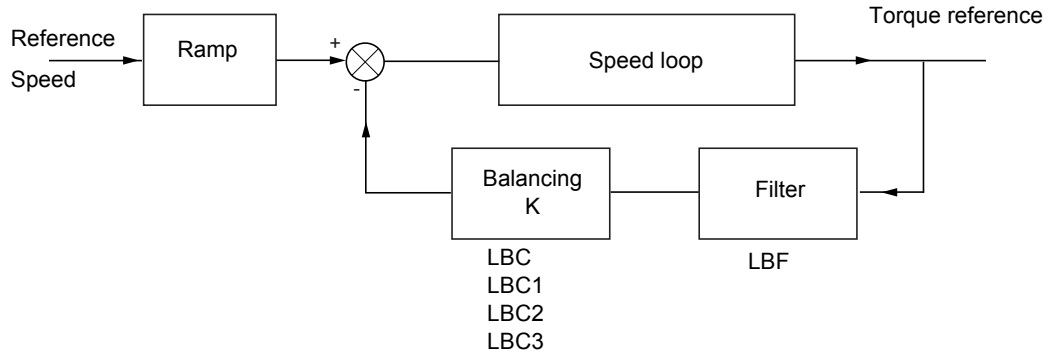 Torque reference
Reference
Speed
Ramp
+
-
Speed loop
Balancing
K
Filter
LBC
LBC1
LBC2
LBC3
LBF